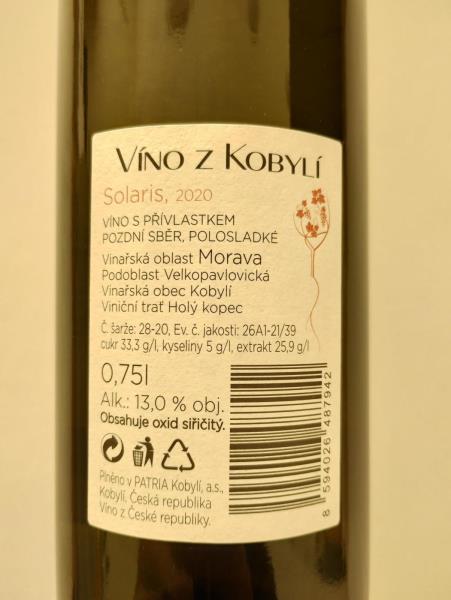 VÍNO Z KOBYLÍ
Solaris, 2020
VÍNO S PŘÍVLASTKEM
POZDNÍ SBĚR, POLOSLADKÉ
Vinařská oblast Morava
Podoblast Velkopavlovická
Vinařská obec Kobylí
Viniční trať Holý kopec
Č. šarže: 28-20, Ev. č. jakosti: 26A1-21/39
cukr 33,3 g/l, kyseliny 5 g/l, extrakt 25,9 g/l
0,75l
Alk.: 13,0 % obj.
Obsahuje oxid siřičitý.
Plněno v PATRIA Kobylí, a.s.,
Kobylí, Česká republika
Víno z České republiky.
8 594026 487942